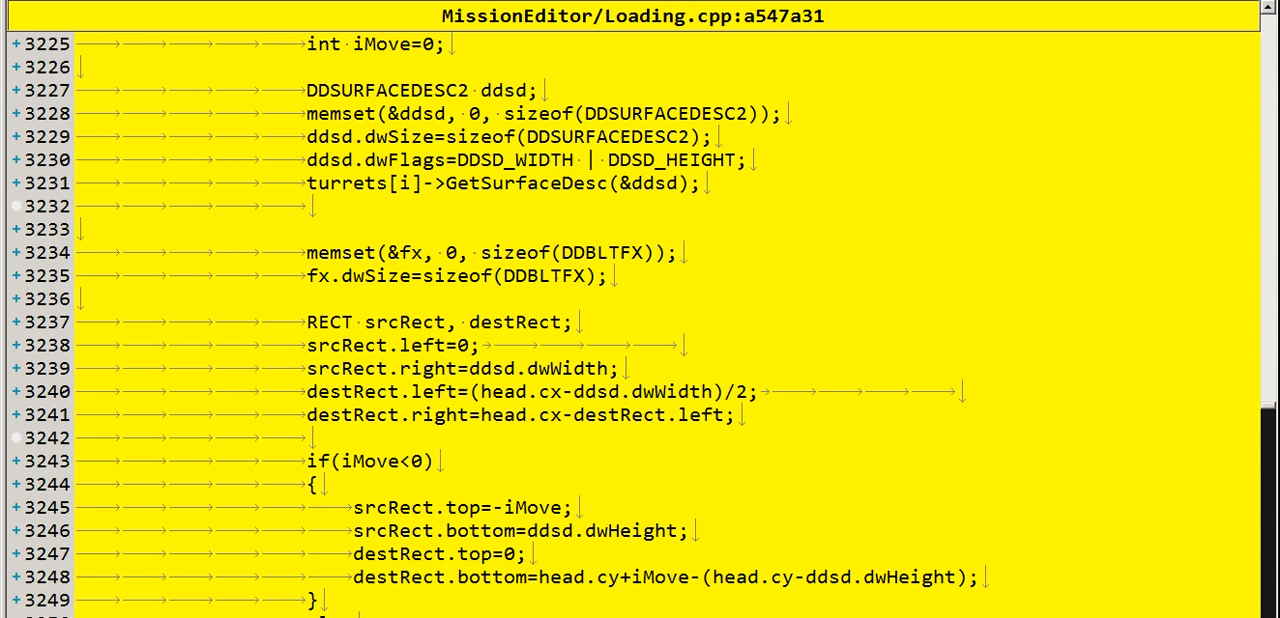 MissionEditor/Loading.cpp:a547a31
+3225 int iMove=0;
+3226
+3227 DDSURFACEDESC2 ddsd;
+3228 memset(&ddsd, 0, sizeof(DDSURFACEDESC2));
+3229 ddsd.dwSize=sizeof(DDSURFACEDESC2);
+3230 ddsd.dwFlags=DDSD_WIDTH | DDSD_HEIGHT;
+3231 turrets[i]->GetSurfaceDesc(&ddsd);
3232
+3233
+3234 memset(&fx, 0, sizeof(DDBLTFX));
+3235 fx.dwSize=sizeof(DDBLTFX);
+3236
+3237 RECT srcRect, destRect;
+3238 srcRect.left=0;
+3239 srcRect.right=ddsd.dwWidth;
+3240 destRect.left=(head.cx-ddsd.dwWidth)/2;
+3241 destRect.right=head.cx-destRect.left;
3242
+3243 if(iMove<0)
+3244 {
+3245 srcRect.top=-iMove;
+3246 srcRect.bottom=ddsd.dwHeight;
+3247 destRect.top=0;
+3248 destRect.bottom=head.cy+iMove-(head.cy-ddsd.dwHeight);
+3249 }